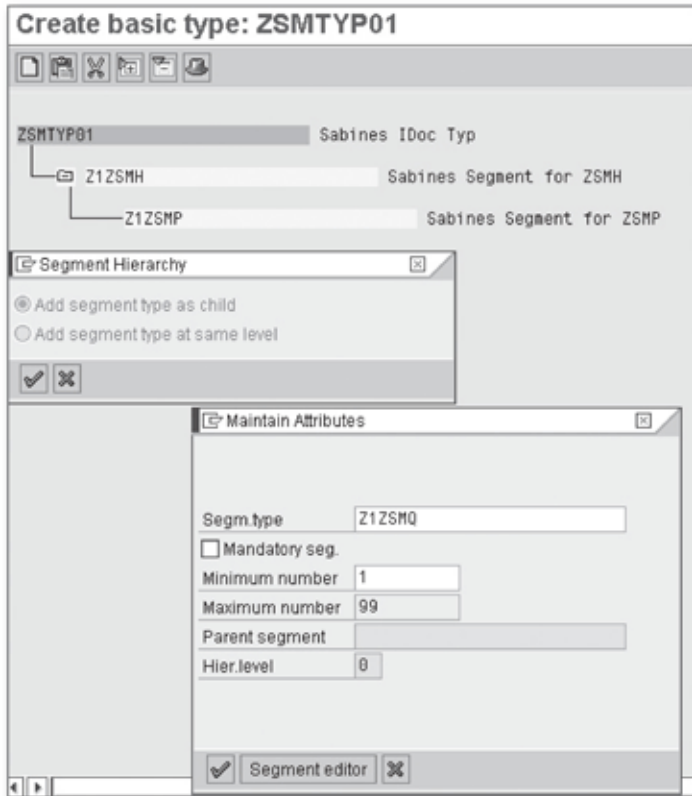 Create basic type: ZSMTYP01
ZSMTYP01 Sabines IDoc Typ
Z1ZSMH Sabines Segment for ZSMH
Z1ZSMP Sabines Segment for ZSMP
Segment Hierarchy
Add segment type as child
Add segment type at same level
Maintain Attributes
Segm.type Z1ZSMQ
Mandatory seg.
Minimum number 1
Maximum number 99
Parent segment
Hier.level 0
Segment editor